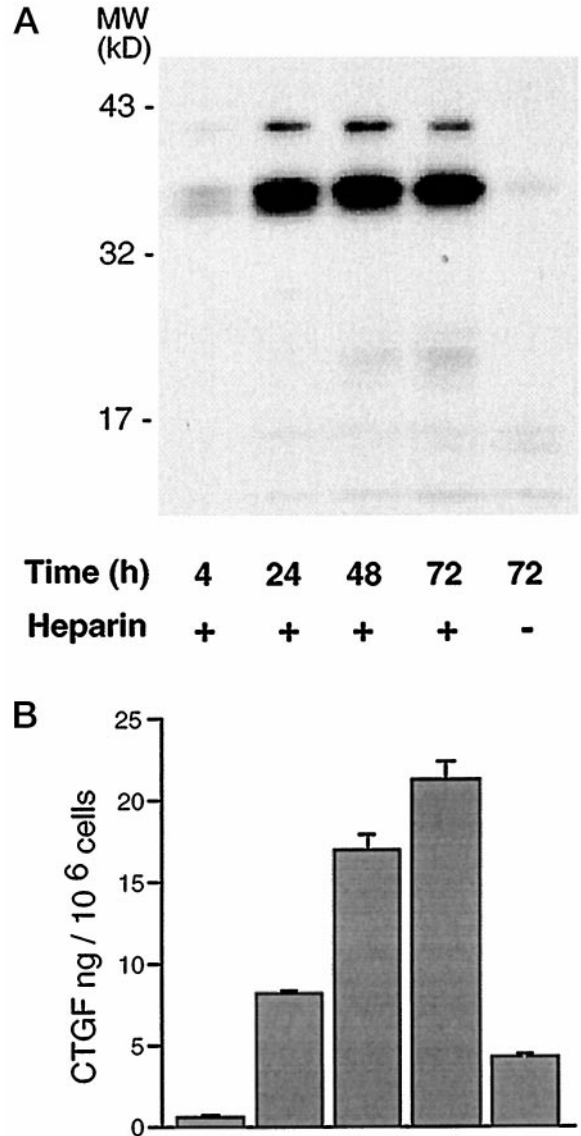 A
MW
(kD)
43 -
32 -
17 -
Time (h) 4 24 48 72 72
Heparin + + + + -
B
25
20
15
10
5
0
CTGF ng / 10 6 cells